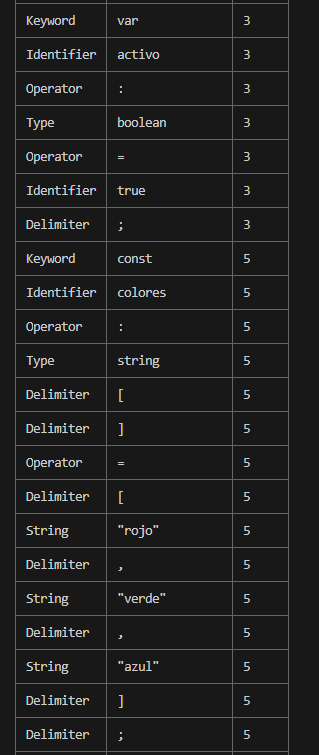 Keyword var 3
Identifier activo 3
Operator : 3
Type boolean 3
Operator = 3
Identifier true 3
Delimiter ; 3
Keyword const 5
Identifier colores 5
Operator : 5
Type string 5
Delimiter [ 5
Delimiter ] 5
Operator = 5
Delimiter [ 5
String "rojo" 5
Delimiter , 5
String "verde" 5
Delimiter , 5
String "azul" 5
Delimiter ] 5
Delimiter ; 5